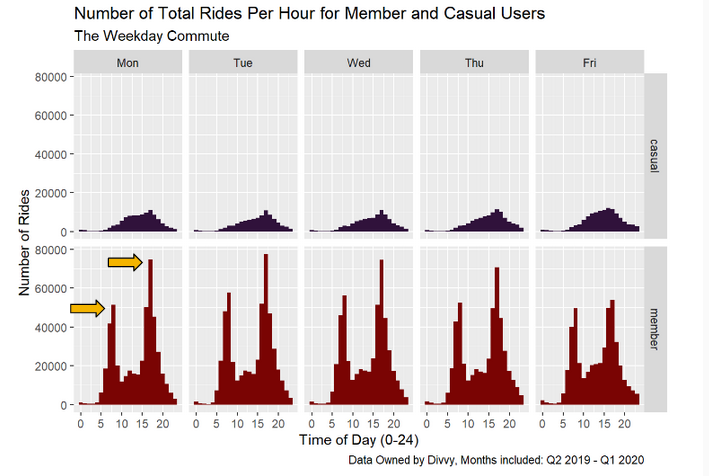 Number of Total Rides Per Hour for Member and Casual Users
The Weekday Commute
Mon Tue Wed Thu Fri
80000
60000
40000
20000
0
casual
Number of Rides
80000
60000
40000
20000
0
member
0 5 10 15 20 0 5 10 15 20 0 5 10 15 20 0 5 10 15 20 0 5 10 15 20
Time of Day (0-24)
Data Owned by Divvy, Months included: Q2 2019 - Q1 2020